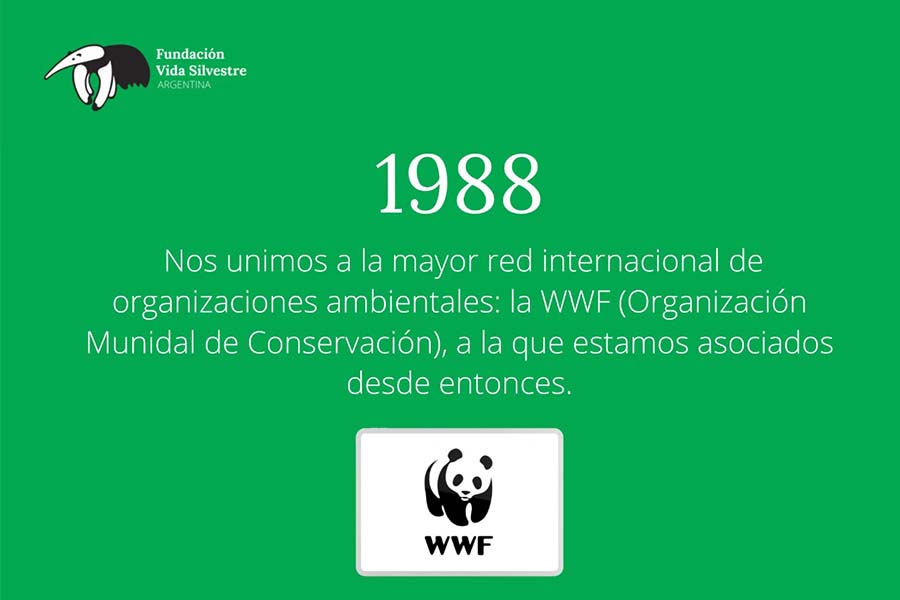 Fundación
Vida Silvestre
ARGENTINA
1988
Nos unimos a la mayor red internacional de
organizaciones ambientales: la WWF (Organización
Munidal de Conservación), a la que estamos asociados
desde entonces.
WWF